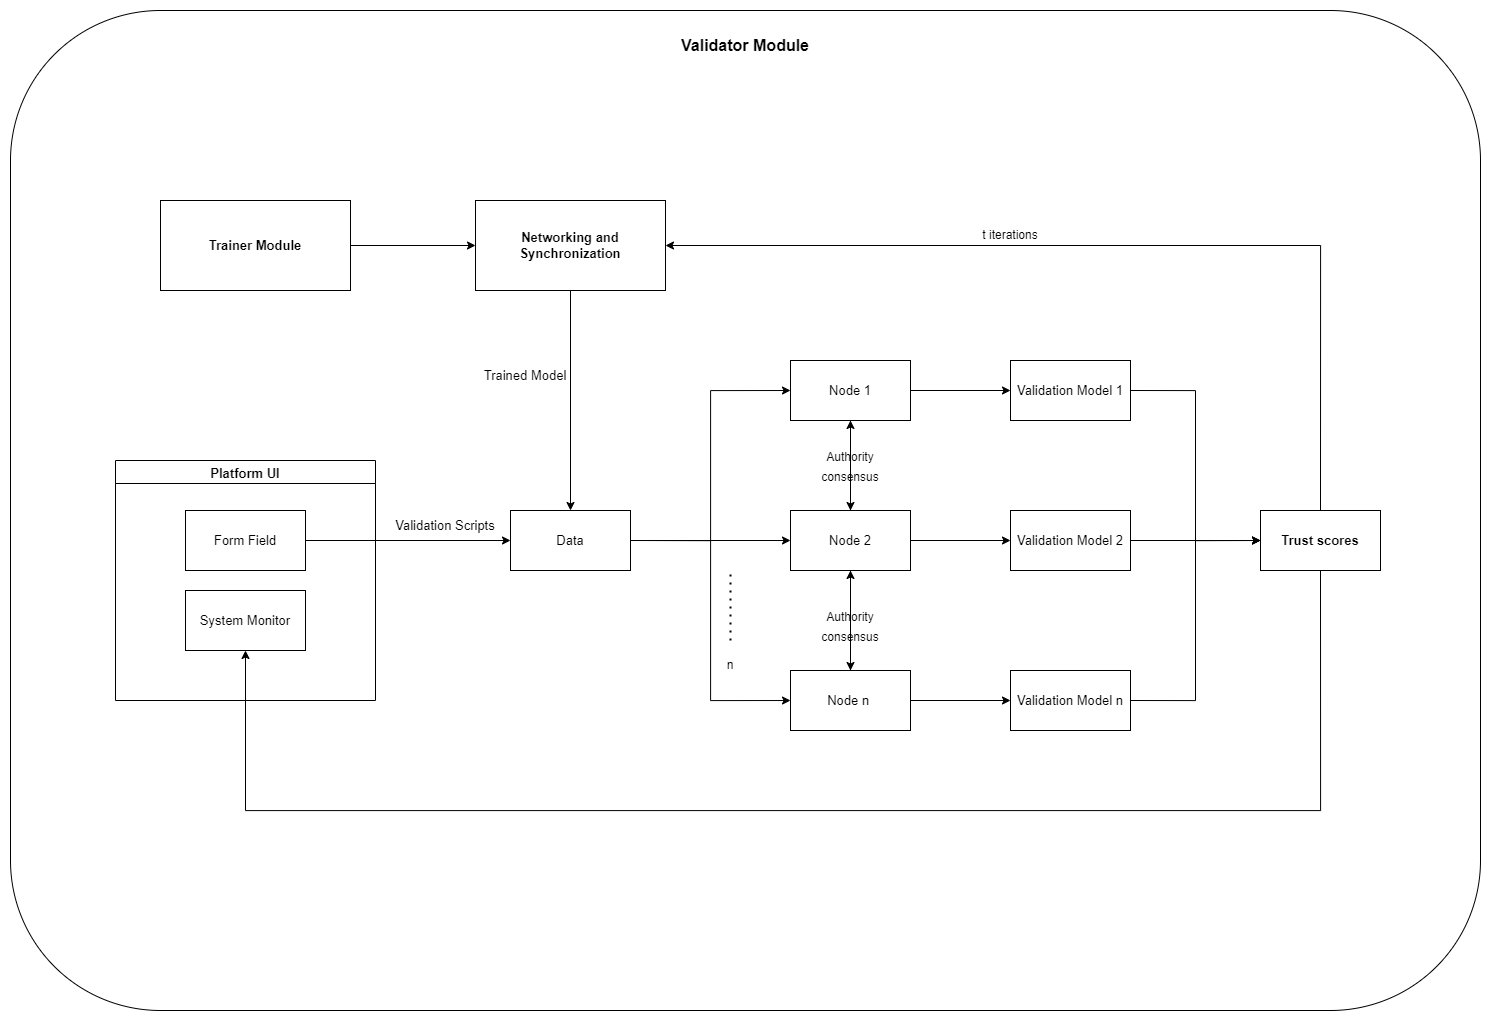 Validator Module
Trainer Module
Networking and
Synchronization
t iterations
Trained Model
Node 1
Validation Model 1
Authority
consensus
Platform UI
Form Field
Validation Scripts
Data
Node 2
Validation Model 2
Trust scores
System Monitor
Authority
consensus
n
Node n
Validation Model n